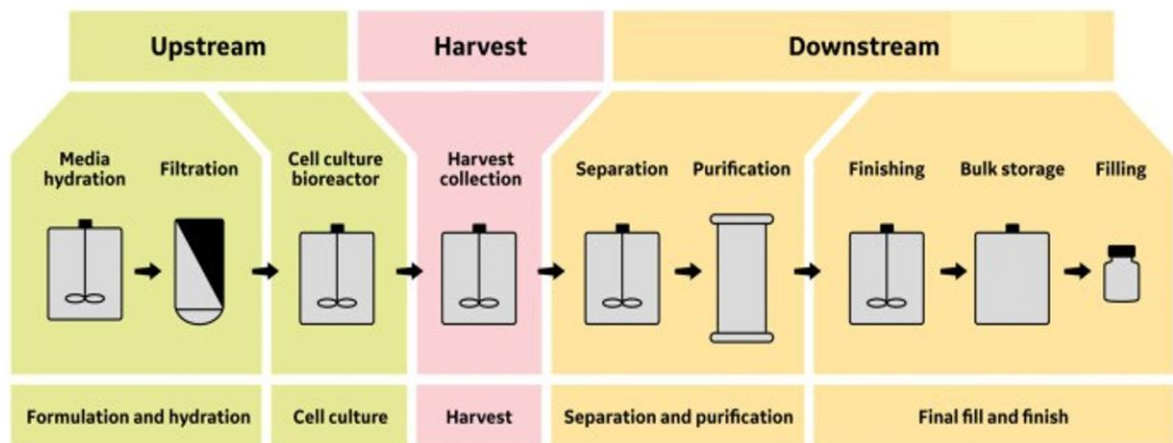 Upstream
Harvest
Downstream
Media
hydration
Filtration
Cell culture
bioreactor
Harvest
collection
Separation
Purification
Finishing
Bulk storage
Filling
Formulation and hydration
Cell culture
Harvest
Separation and purification
Final fill and finish